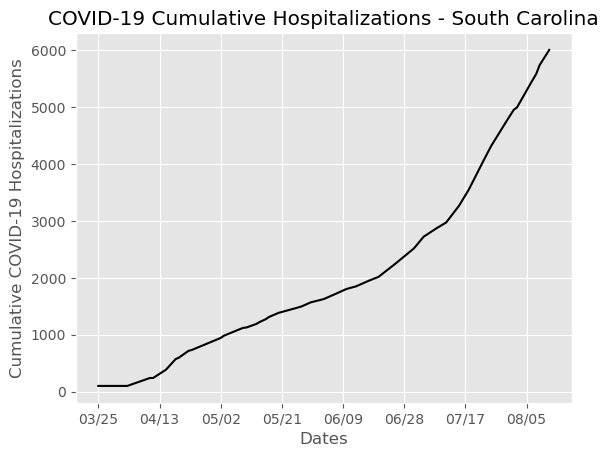 COVID-19 Cumulative Hospitalizations - South Carolina
Cumulative COVID-19 Hospitalizations
6000
5000
4000
3000
2000
1000
0
03/25 04/13 05/02 05/21 06/09 06/28 07/17 08/05
Dates